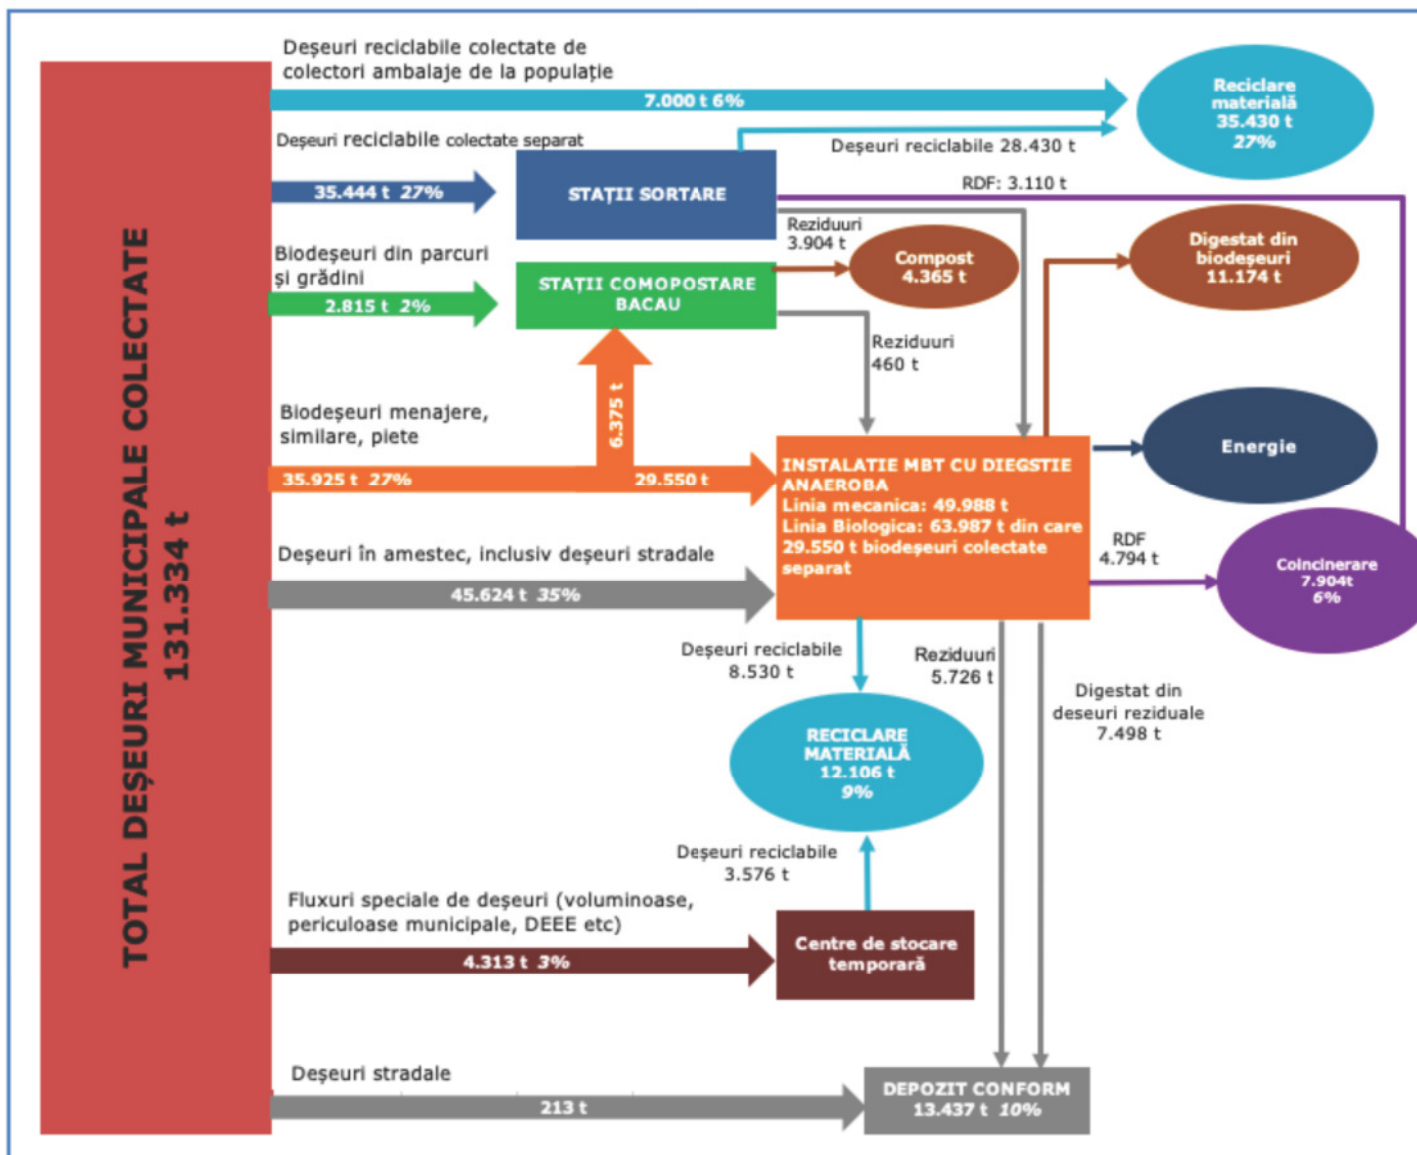 TOTAL DEȘEURI MUNICIPALE COLECTATE
131.334 t
Deșeuri reciclabile colectate de
colectori ambalaje de la populație
7.000 t 6%
Reciclare
materială
35.430 t
27%
Deșeuri reciclabile colectate separat
35.444 t 27%
STAȚII SORTARE
Deșeuri reciclabile 28.430 t
RDF: 3.110 t
Reziduuri
3.904 t
Biodeșeuri din parcuri
și grădini
2.815 t 2%
STAȚII COMOPOSTARE
BACAU
Compost
4.365 t
Digestat din
biodeșeuri
11.174 t
Reziduuri
460 t
6.375 t
Biodeșeuri menajere,
similare, piete
35.925 t 27%
29.550 t
INSTALATIE MBT CU DIEGSTIE
ANAEROBA
Linia mecanica: 49.988 t
Linia Biologica: 63.987 t din care
29.550 t biodeșeuri colectate
separat
Energie
RDF
4.794 t
Coincinerare
7.904t
6%
Deșeuri în amestec, inclusiv deșeuri stradale
45.624 t 35%
Deșeuri reciclabile
8.530 t
Reziduuri
5.726 t
Digestat din
deseuri reziduale
7.498 t
RECICLARE
MATERIALĂ
12.106 t
9%
Deșeuri reciclabile
3.576 t
Fluxuri speciale de deșeuri (voluminoase,
periculoase municipale, DEEE etc)
4.313 t 3%
Centre de stocare
temporară
Deșeuri stradale
213 t
DEPOZIT CONFORM
13.437 t 10%